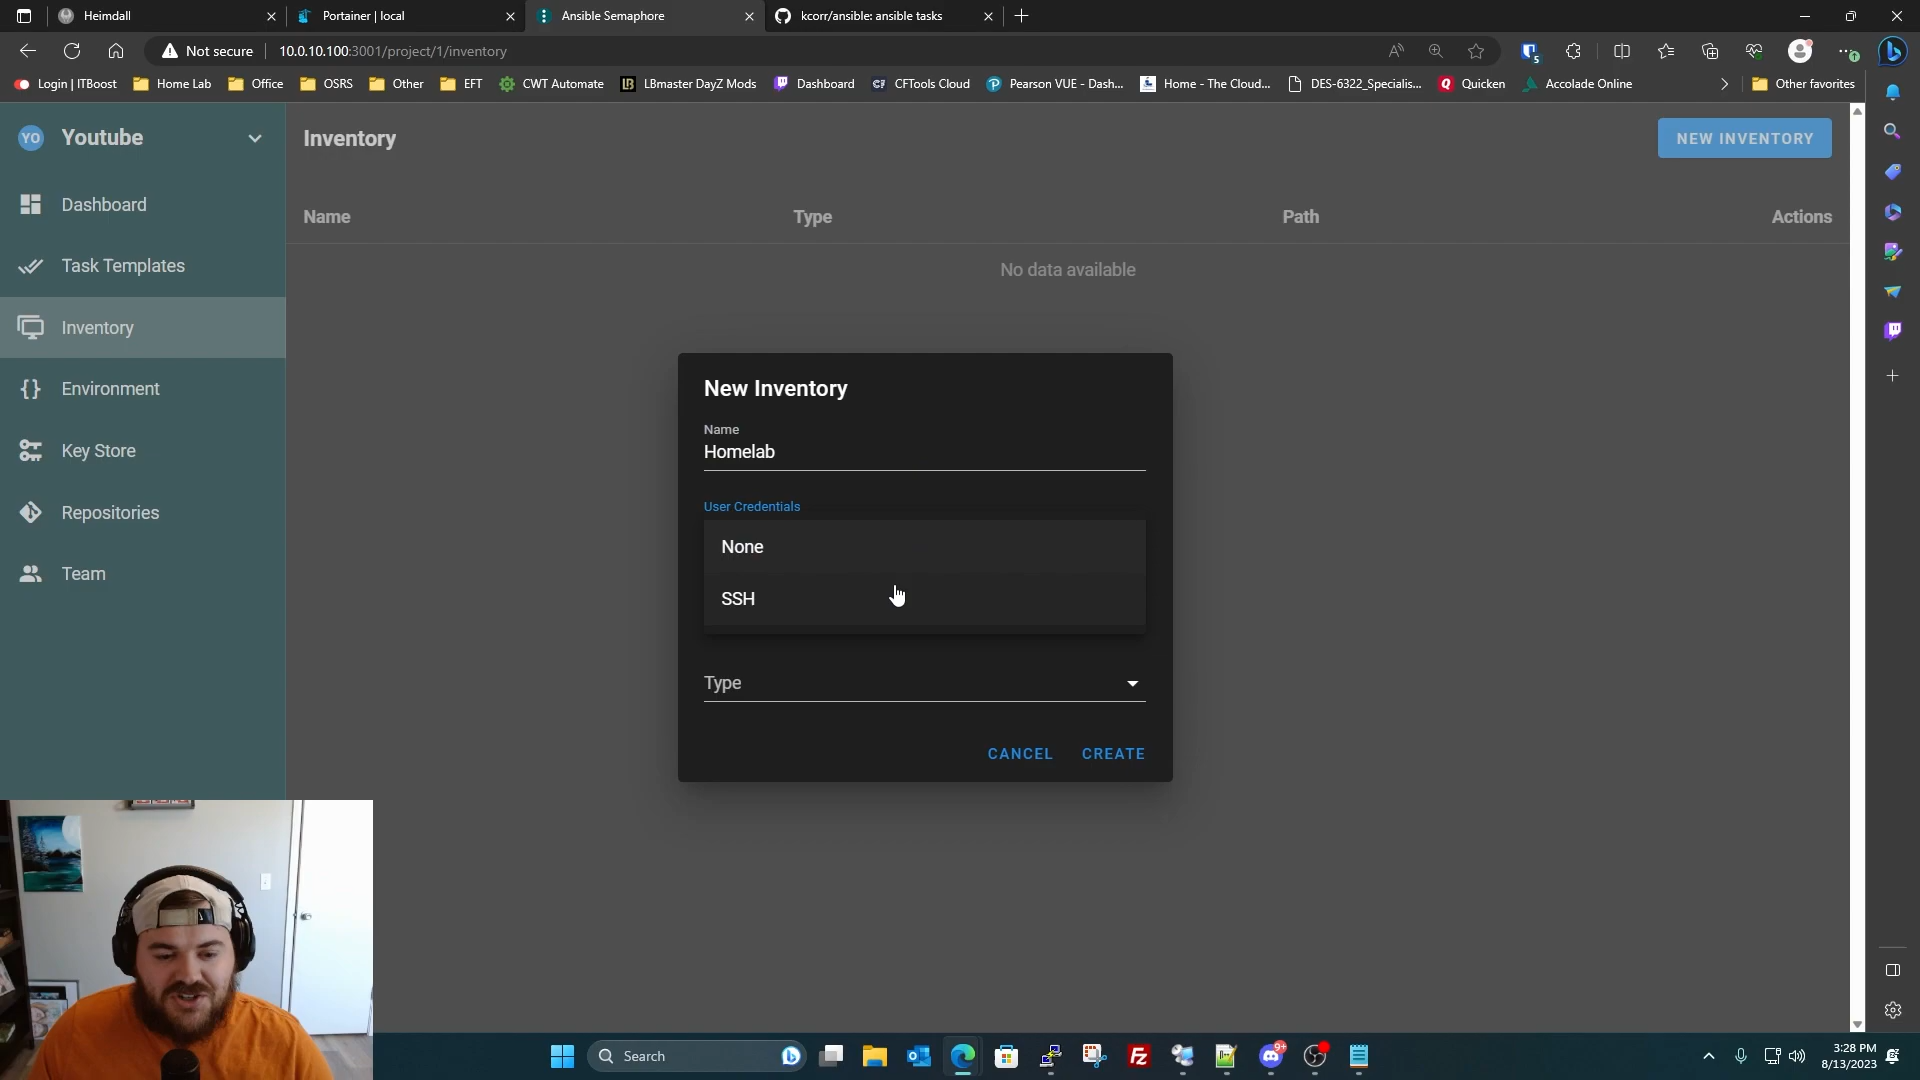 Heimdall
Portainer | local
Ansible Semaphore
kcorr/ansible: ansible tasks
Not secure
10.0.10.100:3001/project/1/inventory
5
Login | ITBoost
Home Lab
Office
OSRS
Other
EFT
CWT Automate
LBmaster DayZ Mods
Dashboard
CFTools Cloud
Pearson VUE - Dash...
Home - The Cloud...
DES-6322_Specialis...
Quicken
Accolade Online
Other favorites
YO
Youtube
Inventory
NEW INVENTORY
Dashboard
Task Templates
Inventory
Environment
Key Store
Repositories
Team
Name
Type
Path
Actions
No data available
New Inventory
Name
Homelab
User Credentials
None
SSH
Type
CANCEL
CREATE
Search
9+
3:28 PM
8/13/2023